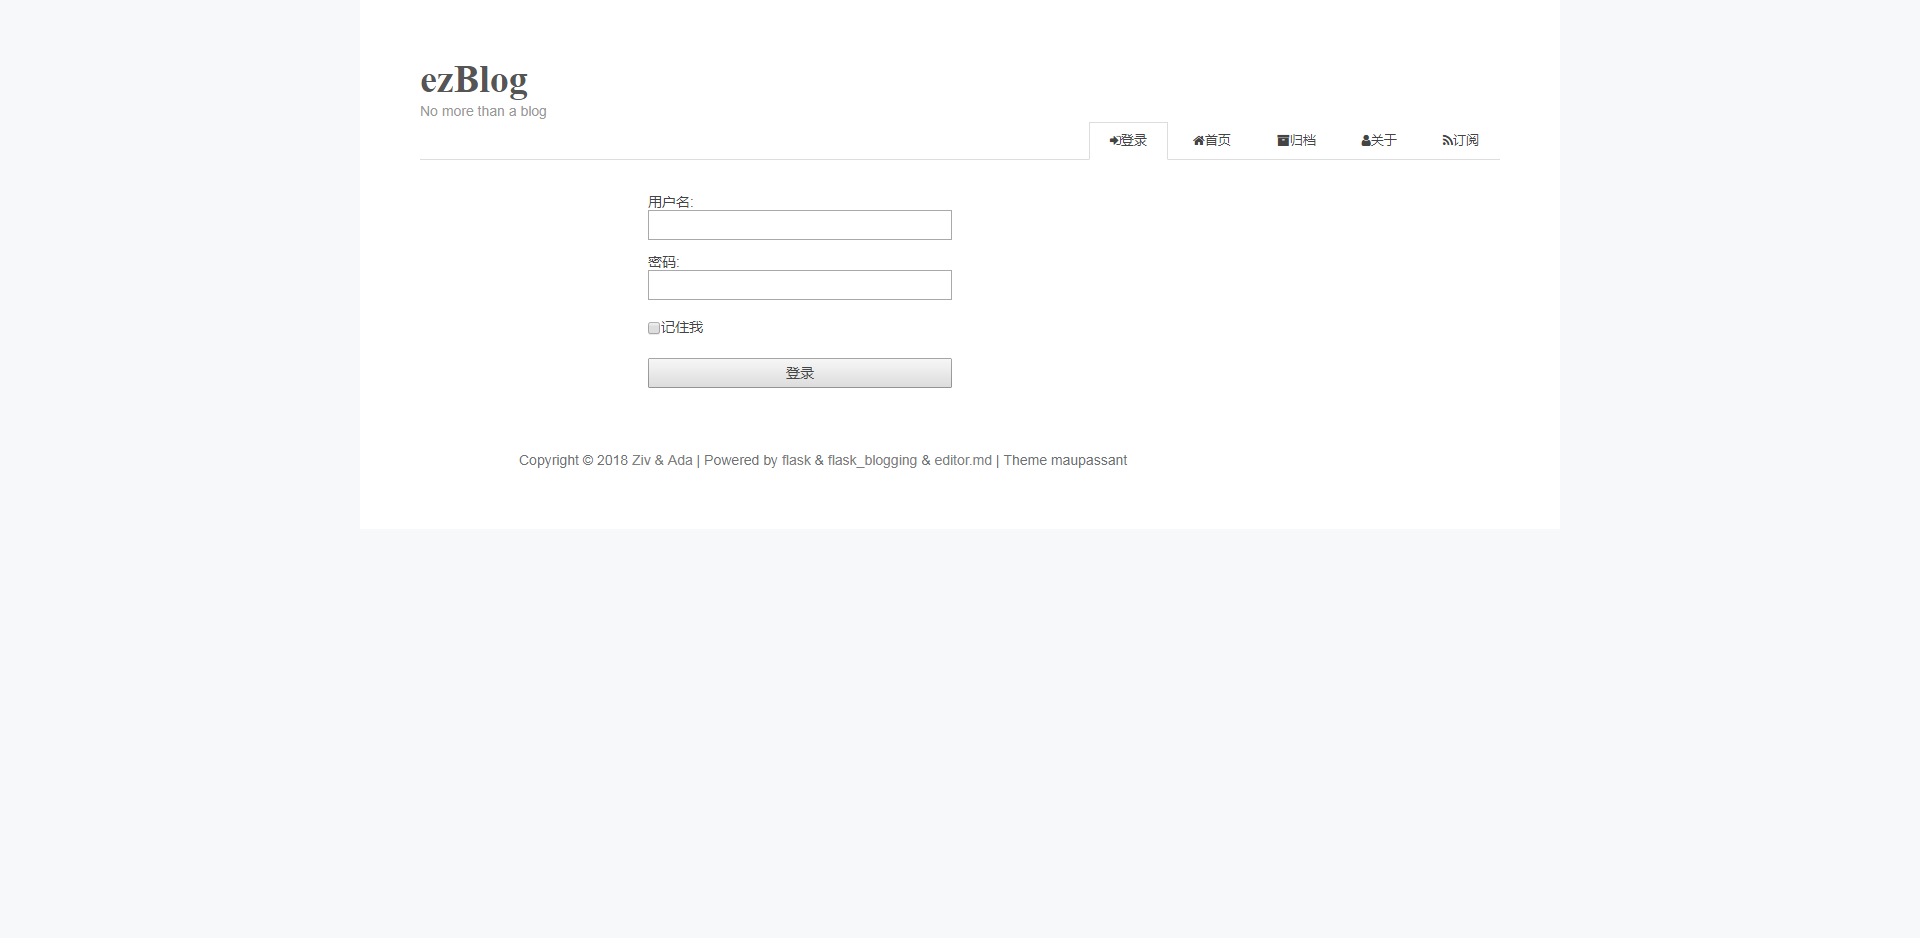 ezBlog
No more than a blog
登录 首页 归档 关于 订阅
用户名:
密码:
记住我
登录
Copyright © 2018 Ziv & Ada | Powered by flask & flask_blogging & editor.md | Theme maupassant